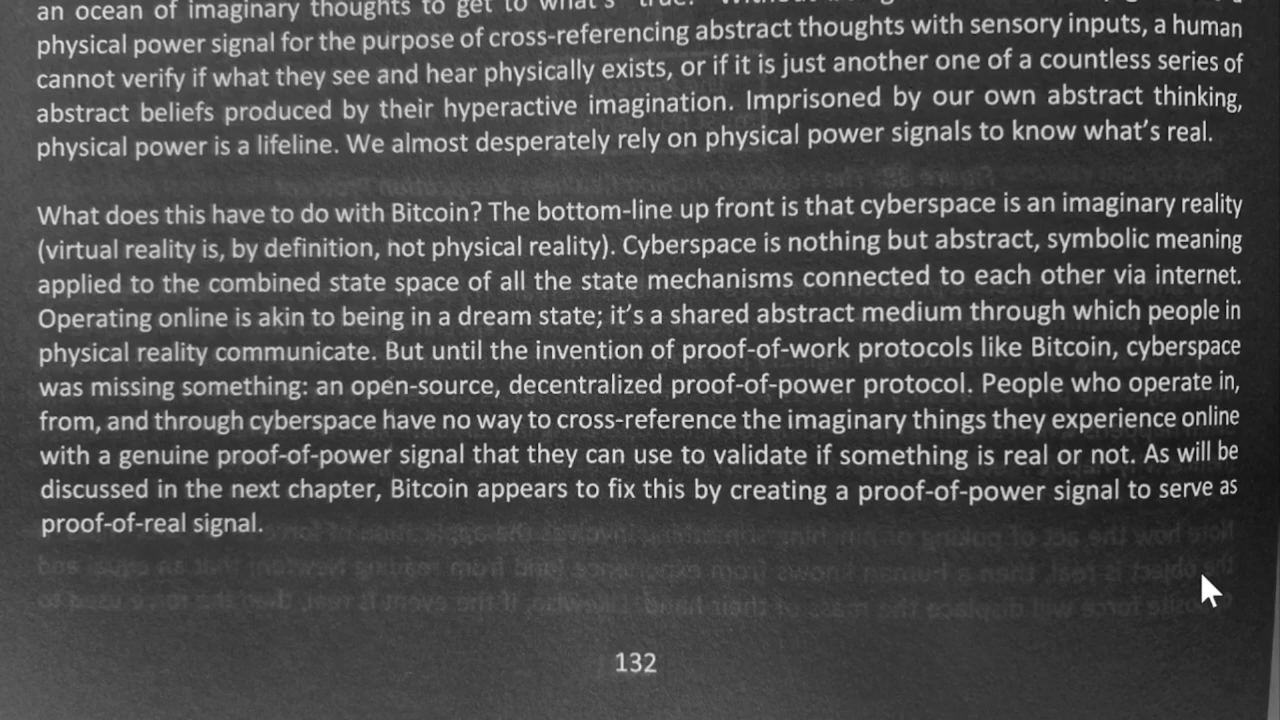 an ocean of imaginary thoughts to get to what's "true."
physical power signal for the purpose of cross-referencing abstract thoughts with sensory inputs, a human
cannot verify if what they see and hear physically exists, or if it is just another one of a countless series of
abstract beliefs produced by their hyperactive imagination. Imprisoned by our own abstract thinking,
physical power is a lifeline. We almost desperately rely on physical power signals to know what's real.
What does this have to do with Bitcoin? The bottom-line up front is that cyberspace is an imaginary reality
(virtual reality is, by definition, not physical reality). Cyberspace is nothing but abstract, symbolic meaning
applied to the combined state space of all the state mechanisms connected to each other via internet.
Operating online is akin to being in a dream state; it's a shared abstract medium through which people in
physical reality communicate. But until the invention of proof-of-work protocols like Bitcoin, cyberspace
was missing something: an open-source, decentralized proof-of-power protocol. People who operate in,
from, and through cyberspace have no way to cross-reference the imaginary things they experience online
with a genuine proof-of-power signal that they can use to validate if something is real or not. As will be
discussed in the next chapter, Bitcoin appears to fix this by creating a proof-of-power signal to serve as
proof-of-real signal.
132